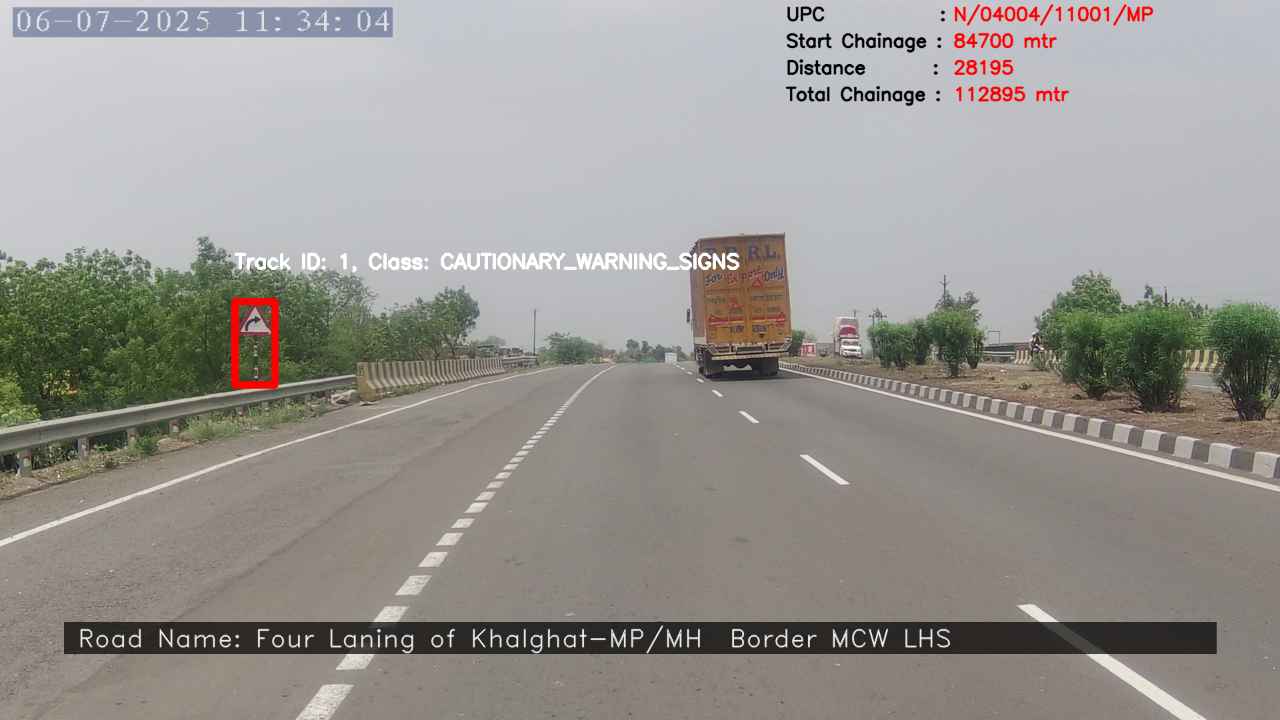 06-07-2025 11:34:04
UPC : N/04004/11001/MP
Start Chainage : 84700 mtr
Distance : 28195
Total Chainage : 112895 mtr
Track ID: 1, Class: CAUTIONARY_WARNING_SIGNS
R.L.
Only
Road Name: Four Laning of Khalghat-MP/MH Border MCW LHS